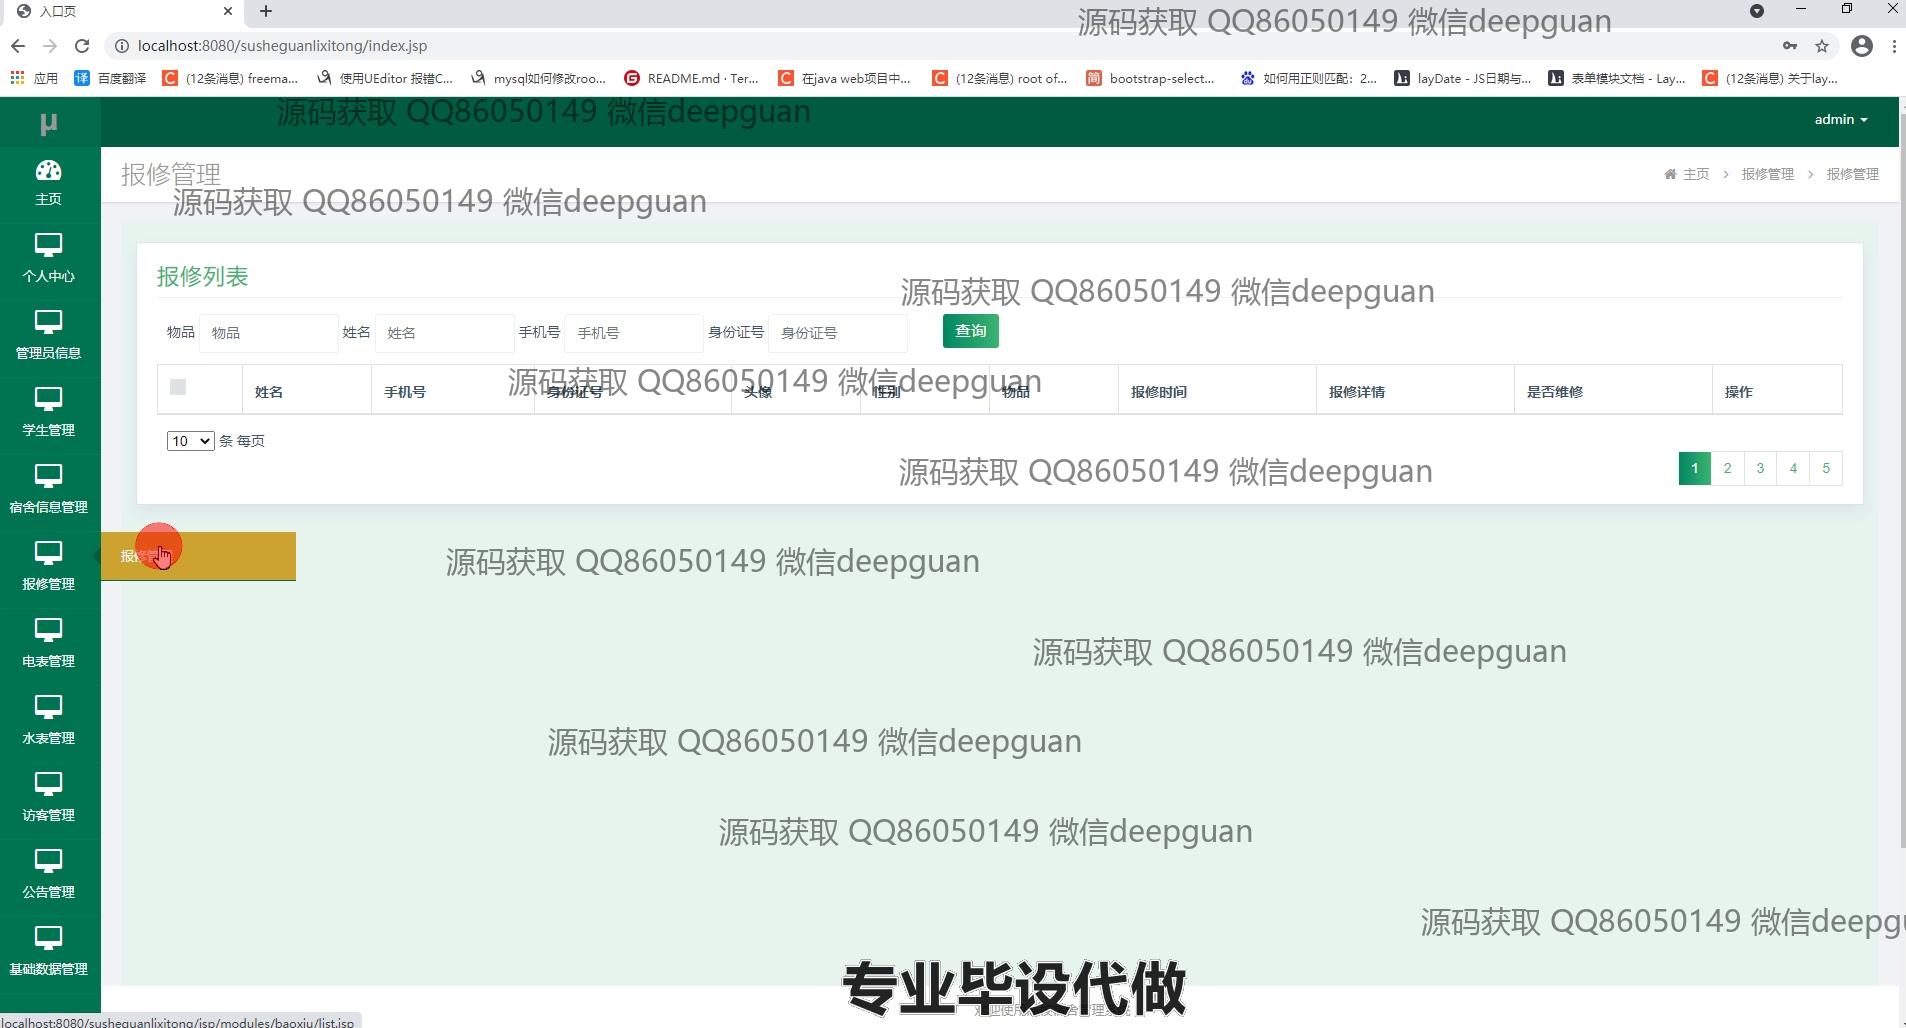 入口页
源码获取 QQ86050149 微信deepguan
localhost:8080/susheguanlixitong/index.jsp
应用 百度翻译 (12条消息) freema... 使用UEditor 报错C... mysql如何修改roo... README.md · Ter... 在java web项目中... (12条消息) root of... bootstrap-select... 如何用正则匹配：2... layDate - JS日期与... 表单模块文档 - Lay... (12条消息) 关于lay...
源码获取 QQ86050149 微信deepguan
μ admin
主页
报修管理 主页 > 报修管理 > 报修管理
源码获取 QQ86050149 微信deepguan
个人中心
报修列表
源码获取 QQ86050149 微信deepguan
物品 物品 姓名 姓名 手机号 手机号 身份证号 身份证号 查询
管理员信息
源码获取 QQ86050149 微信deepguan
姓名 手机号 身份证号 头像 性别 物品 报修时间 报修详情 是否维修 操作
学生管理
10 条 每页
源码获取 QQ86050149 微信deepguan
1 2 3 4 5
宿舍信息管理
报修管理
源码获取 QQ86050149 微信deepguan
报修管理
源码获取 QQ86050149 微信deepguan
电表管理
水表管理
源码获取 QQ86050149 微信deepguan
访客管理
源码获取 QQ86050149 微信deepguan
公告管理
源码获取 QQ86050149 微信deepgu
基础数据管理
专业毕设代做
localhost:8080/susheguanlixitong/jsp/modules/baoxiu/list.jsp